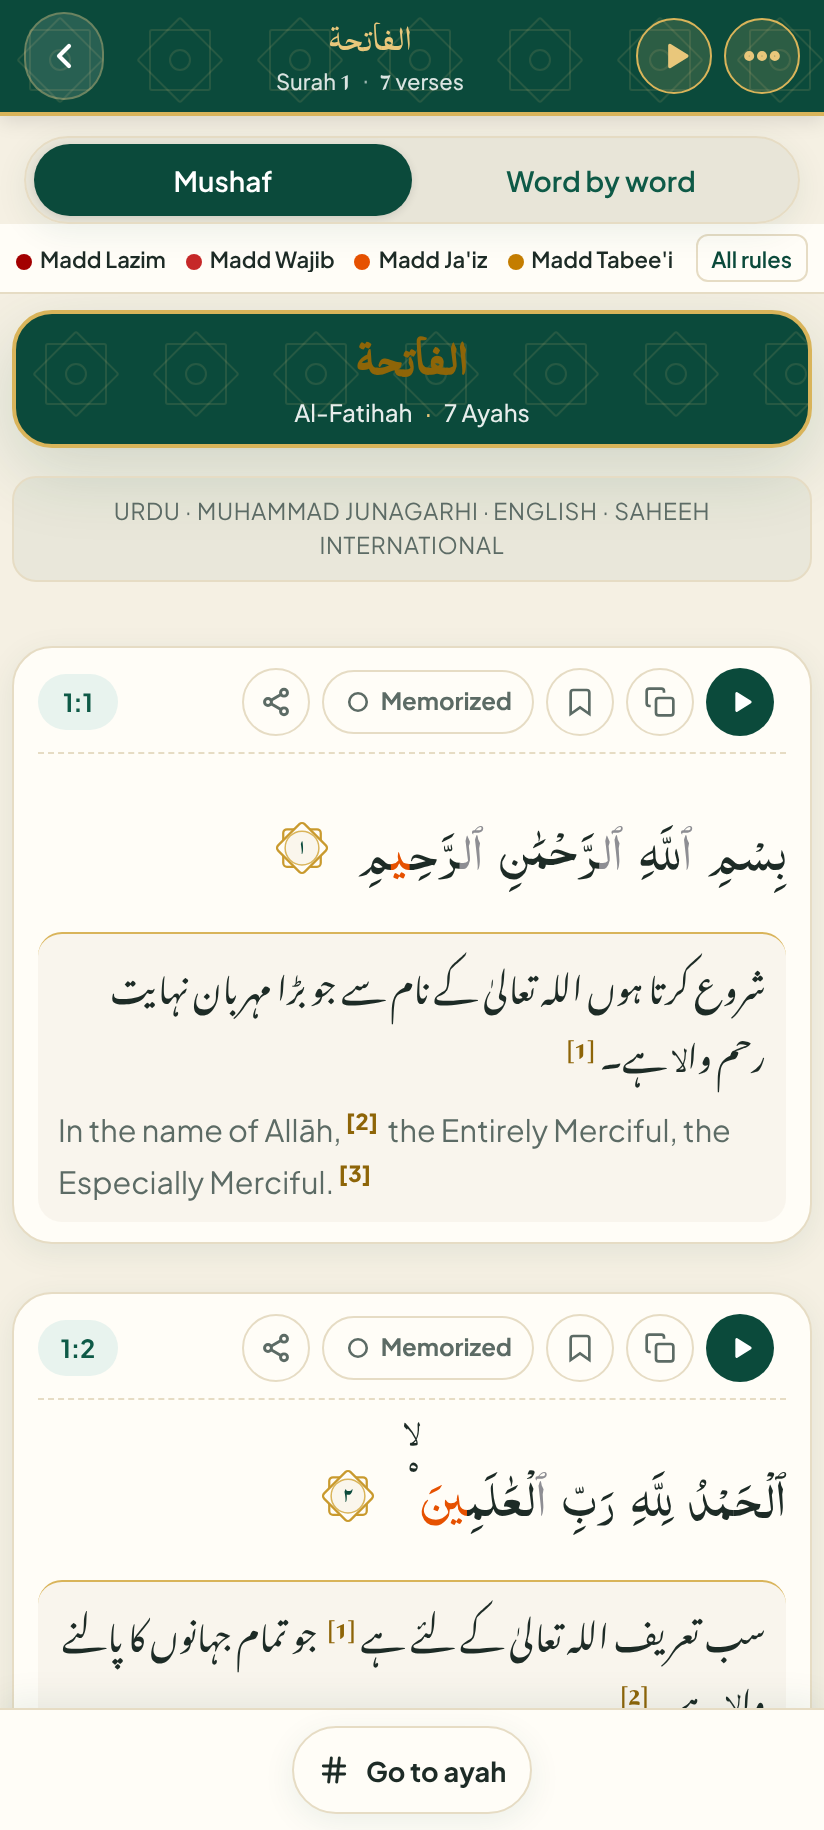 الفاتحة
Surah 1 · 7 verses
Mushaf
Word by word
Madd Lazim
Madd Wajib
Madd Ja'iz
Madd Tabee'i
All rules
الفاتحة
Al-Fatihah · 7 Ayahs
URDU · MUHAMMAD JUNAGARHI · ENGLISH · SAHEEH
INTERNATIONAL
1:1
Memorized
بِسْمِ ٱللَّهِ ٱلرَّحْمَٰنِ ٱلرَّحِيمِ ١
شروع کرتا ہوں اللہ تعالیٰ کے نام سے جو بڑا مہربان نہایت
رحم والا ہے۔ [1]
In the name of Allāh, [2] the Entirely Merciful, the
Especially Merciful. [3]
1:2
Memorized
ٱلْحَمْدُ لِلَّهِ رَبِّ ٱلْعَٰلَمِينَ ۙ ٢
سب تعریف اللہ تعالیٰ کے لئے ہے [1] جو تمام جہانوں کا پالنے
والا ہے [2]
Go to ayah